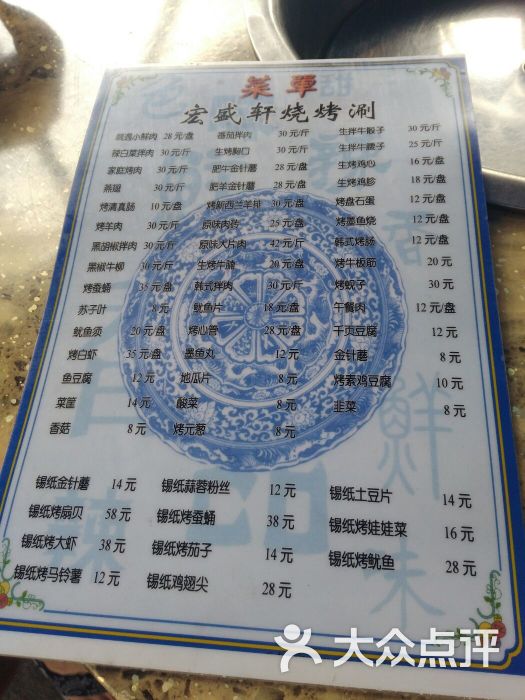 菜单
宏盛轩烧烤涮
小鲜肉 28元/盘 番茄拌肉 30元/斤 生拌牛骰子 30元/斤
辣白菜拌肉 30元/斤 生烤胸口 30元/斤 生拌牛腰子 25元/斤
家庭烤肉 30元/斤 肥牛金针蘑 28元/盘 生烤鸡心 16元/盘
蒸煸 30元/斤 肥羊金针蘑 28元/盘 生烤鸡胗 18元/盘
烤清真肠 10元/盘 烤新西兰羊排 30元/盘 烤盘石蛋 12元/盘
烤羊肉 30元/斤 原味肉砖 25元/盘 烤墨鱼烧 12元/盘
黑胡椒拌肉 30元/斤 原味大片肉 42元/斤 韩式烤肠 12元/盘
黑椒牛柳 30元/斤 生烤牛腩 20元/盘 烤牛板筋 20元
烤蚕蛹 35元/盘 韩式拌肉 30元/斤 烤蚬子 30元
苏子叶 8元 鱿鱼片 18元/盘 午餐肉 12元/盘
鱿鱼须 20元/盘 烤心管 28元/盘 千页豆腐 12元
烤白虾 35元/盘 墨鱼丸 12元 金针蘑 8元
鱼豆腐 12元 地瓜片 8元 烤素鸡豆腐 10元
菜筐 14元 酸菜 8元 韭菜 8元
香菇 8元 烤元葱 8元
锡纸金针蘑 14元 锡纸蒜蓉粉丝 12元 锡纸土豆片 14元
锡纸烤扇贝 58元 锡纸烤蚕蛹 38元 锡纸烤娃娃菜 16元
锡纸烤大虾 38元 锡纸烤茄子 14元 锡纸烤鱿鱼 28元
锡纸烤马铃薯 12元 锡纸鸡翅尖 28元
大众点评